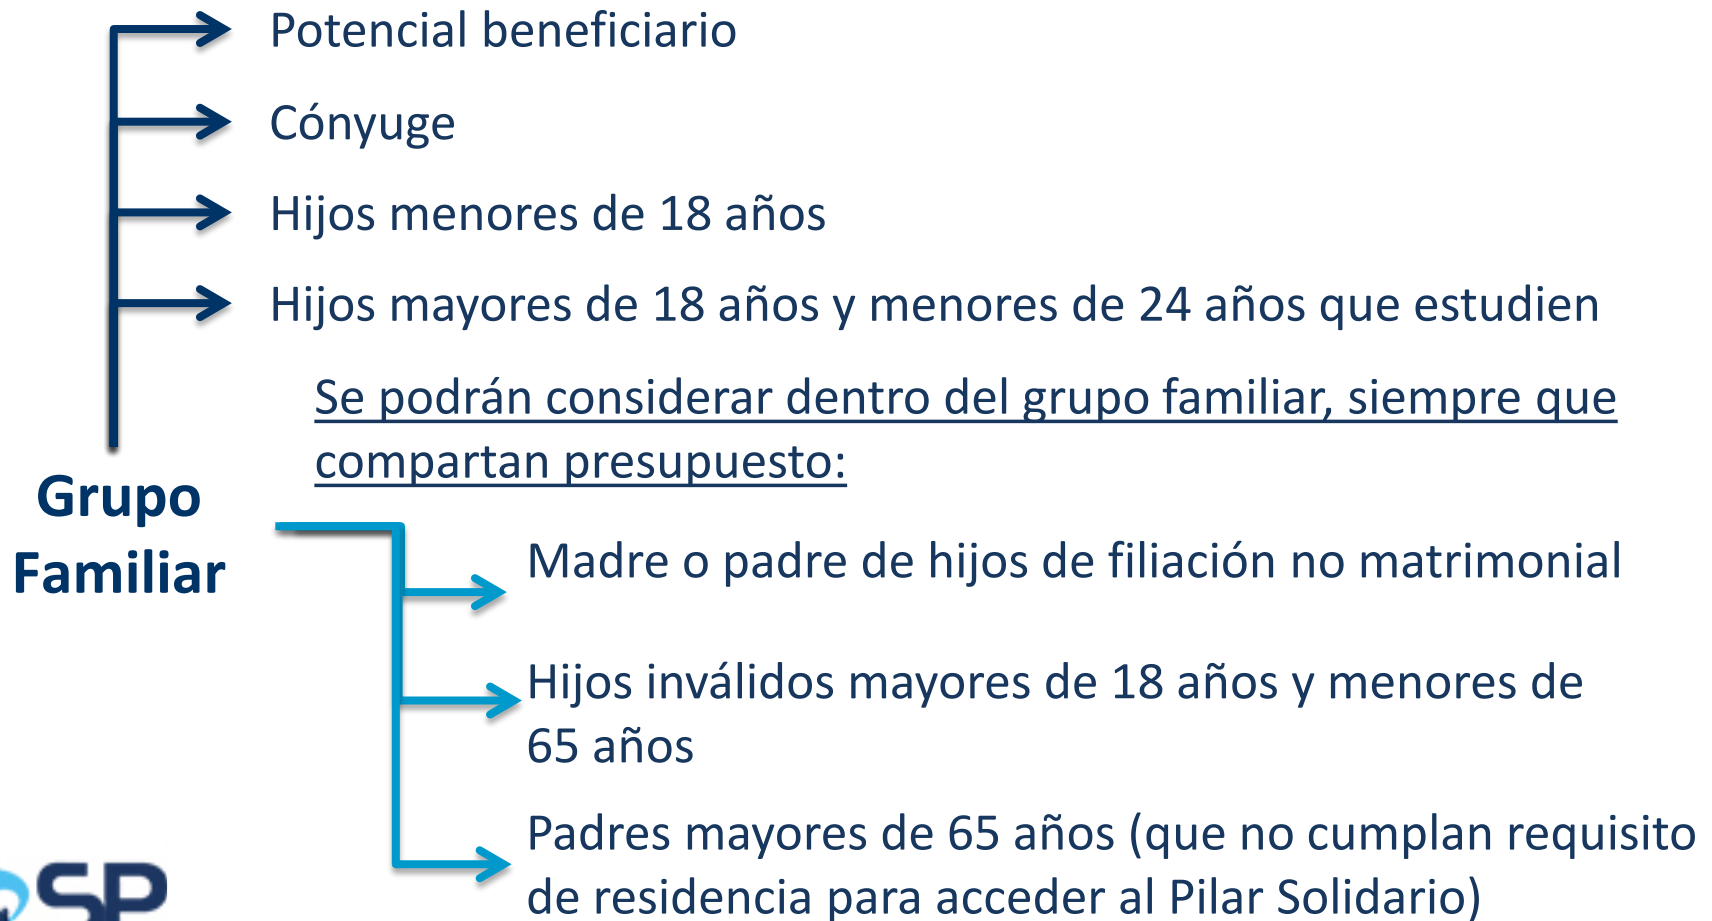 Potencial beneficiario
Cónyuge
Hijos menores de 18 años
Hijos mayores de 18 años y menores de 24 años que estudien
Se podrán considerar dentro del grupo familiar, siempre que
compartan presupuesto:
Grupo
Familiar
Madre o padre de hijos de filiación no matrimonial
Hijos inválidos mayores de 18 años y menores de
65 años
Padres mayores de 65 años (que no cumplan requisito
de residencia para acceder al Pilar Solidario)
SP